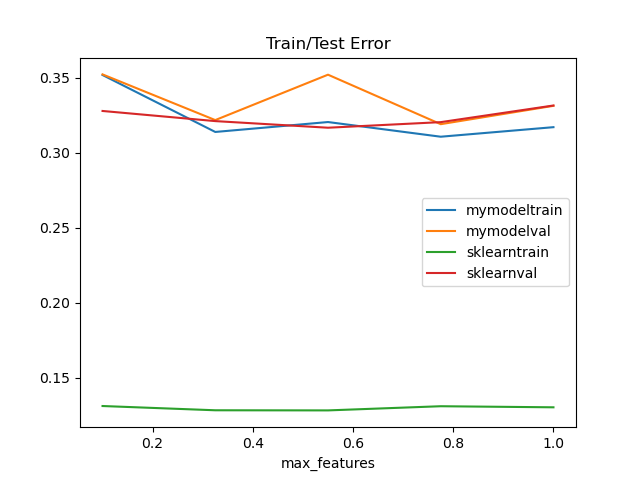 Train/Test Error
0.35
0.30
0.25
0.20
0.15
mymodeltrain
mymodelval
sklearntrain
sklearnval
0.2 0.4 0.6 0.8 1.0
max_features